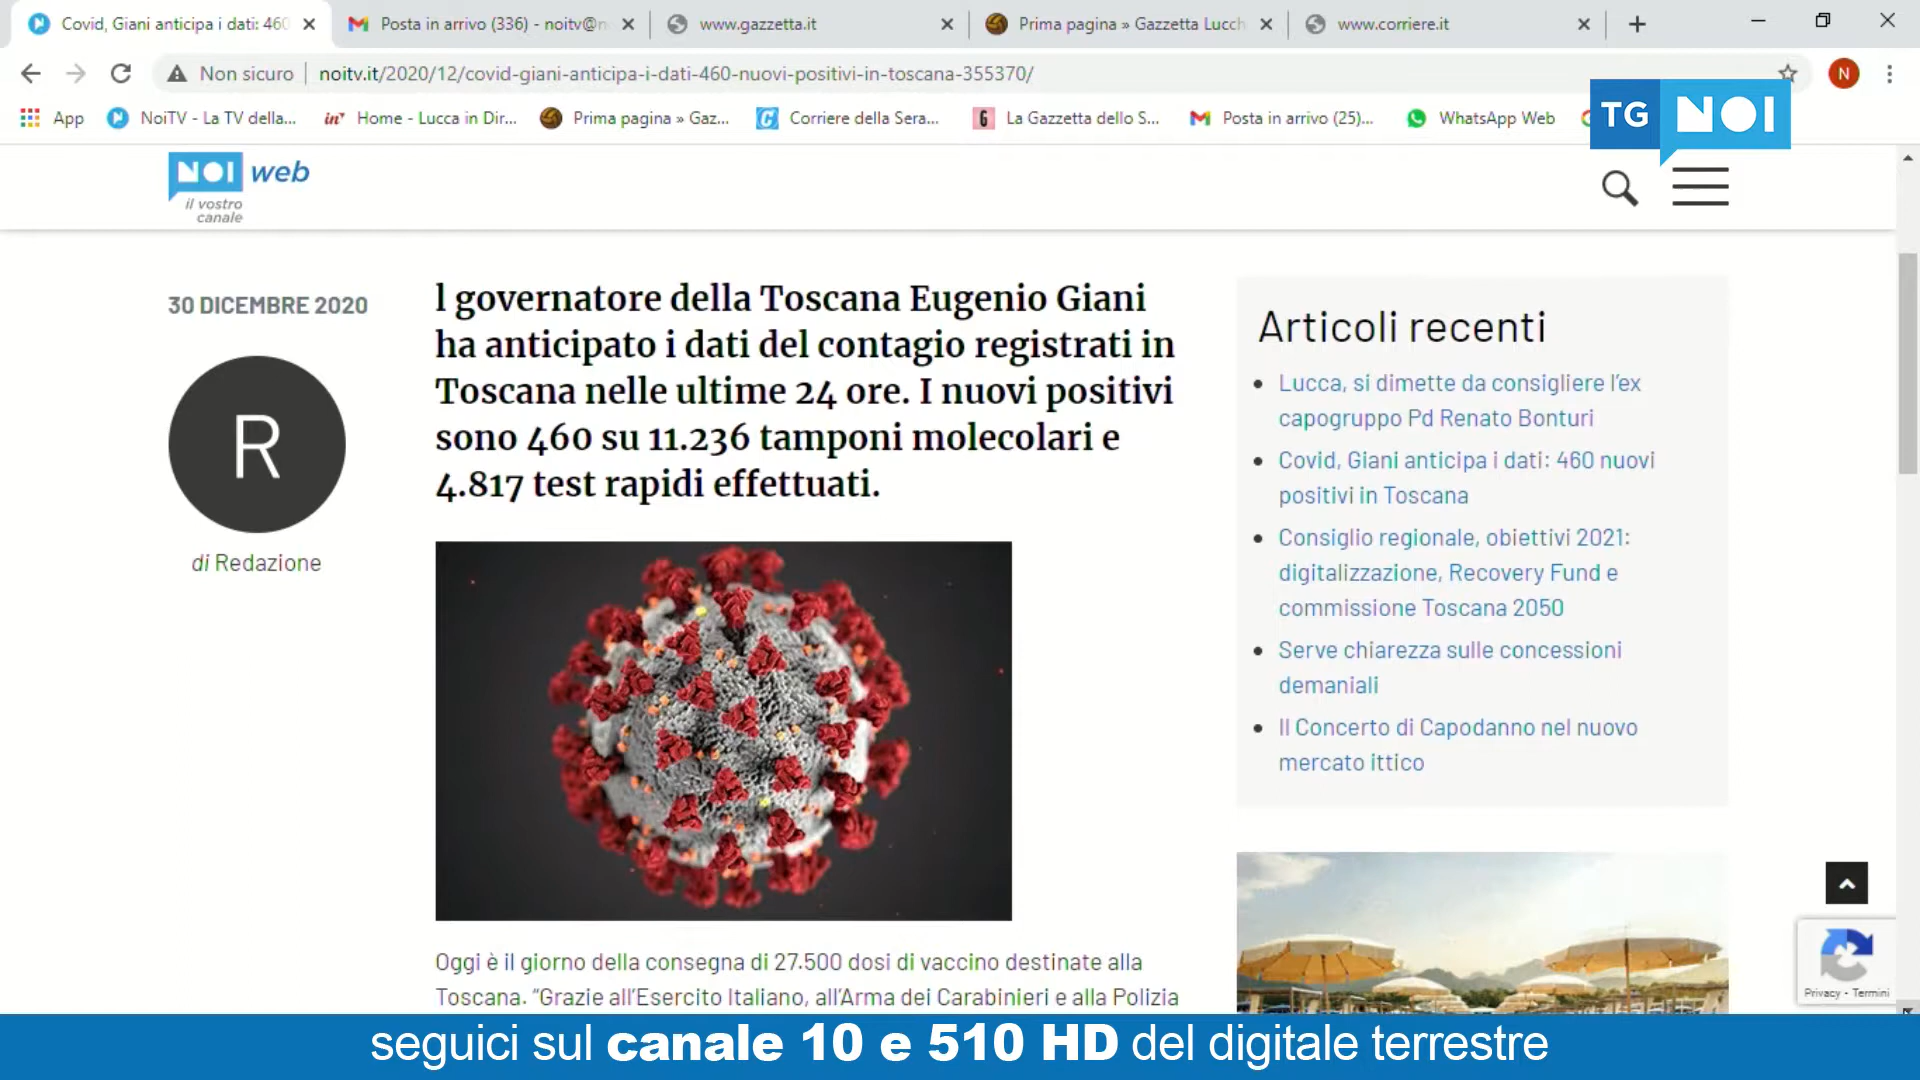 Covid, Giani anticipa i dati: 460
Posta in arrivo (336) - noitv@n
www.gazzetta.it
Prima pagina » Gazzetta Lucch
www.corriere.it
Non sicuro
noitv.it/2020/12/covid-giani-anticipa-i-dati-460-nuovi-positivi-in-toscana-355370/
N
App
NoiTV - La TV della...
Home - Lucca in Dir...
Prima pagina » Gaz...
Corriere della Sera...
La Gazzetta dello S...
Posta in arrivo (25)...
WhatsApp Web
TG NOI
NOI web
il vostro
canale
30 DICEMBRE 2020
R
di Redazione
l governatore della Toscana Eugenio Giani
ha anticipato i dati del contagio registrati in
Toscana nelle ultime 24 ore. I nuovi positivi
sono 460 su 11.236 tamponi molecolari e
4.817 test rapidi effettuati.
Oggi è il giorno della consegna di 27.500 dosi di vaccino destinate alla
Toscana. “Grazie all’Esercito Italiano, all’Arma dei Carabinieri e alla Polizia
Articoli recenti
Lucca, si dimette da consigliere l’ex
capogruppo Pd Renato Bonturi
Covid, Giani anticipa i dati: 460 nuovi
positivi in Toscana
Consiglio regionale, obiettivi 2021:
digitalizzazione, Recovery Fund e
commissione Toscana 2050
Serve chiarezza sulle concessioni
demaniali
Il Concerto di Capodanno nel nuovo
mercato ittico
Privacy - Termini
seguici sul canale 10 e 510 HD del digitale terrestre